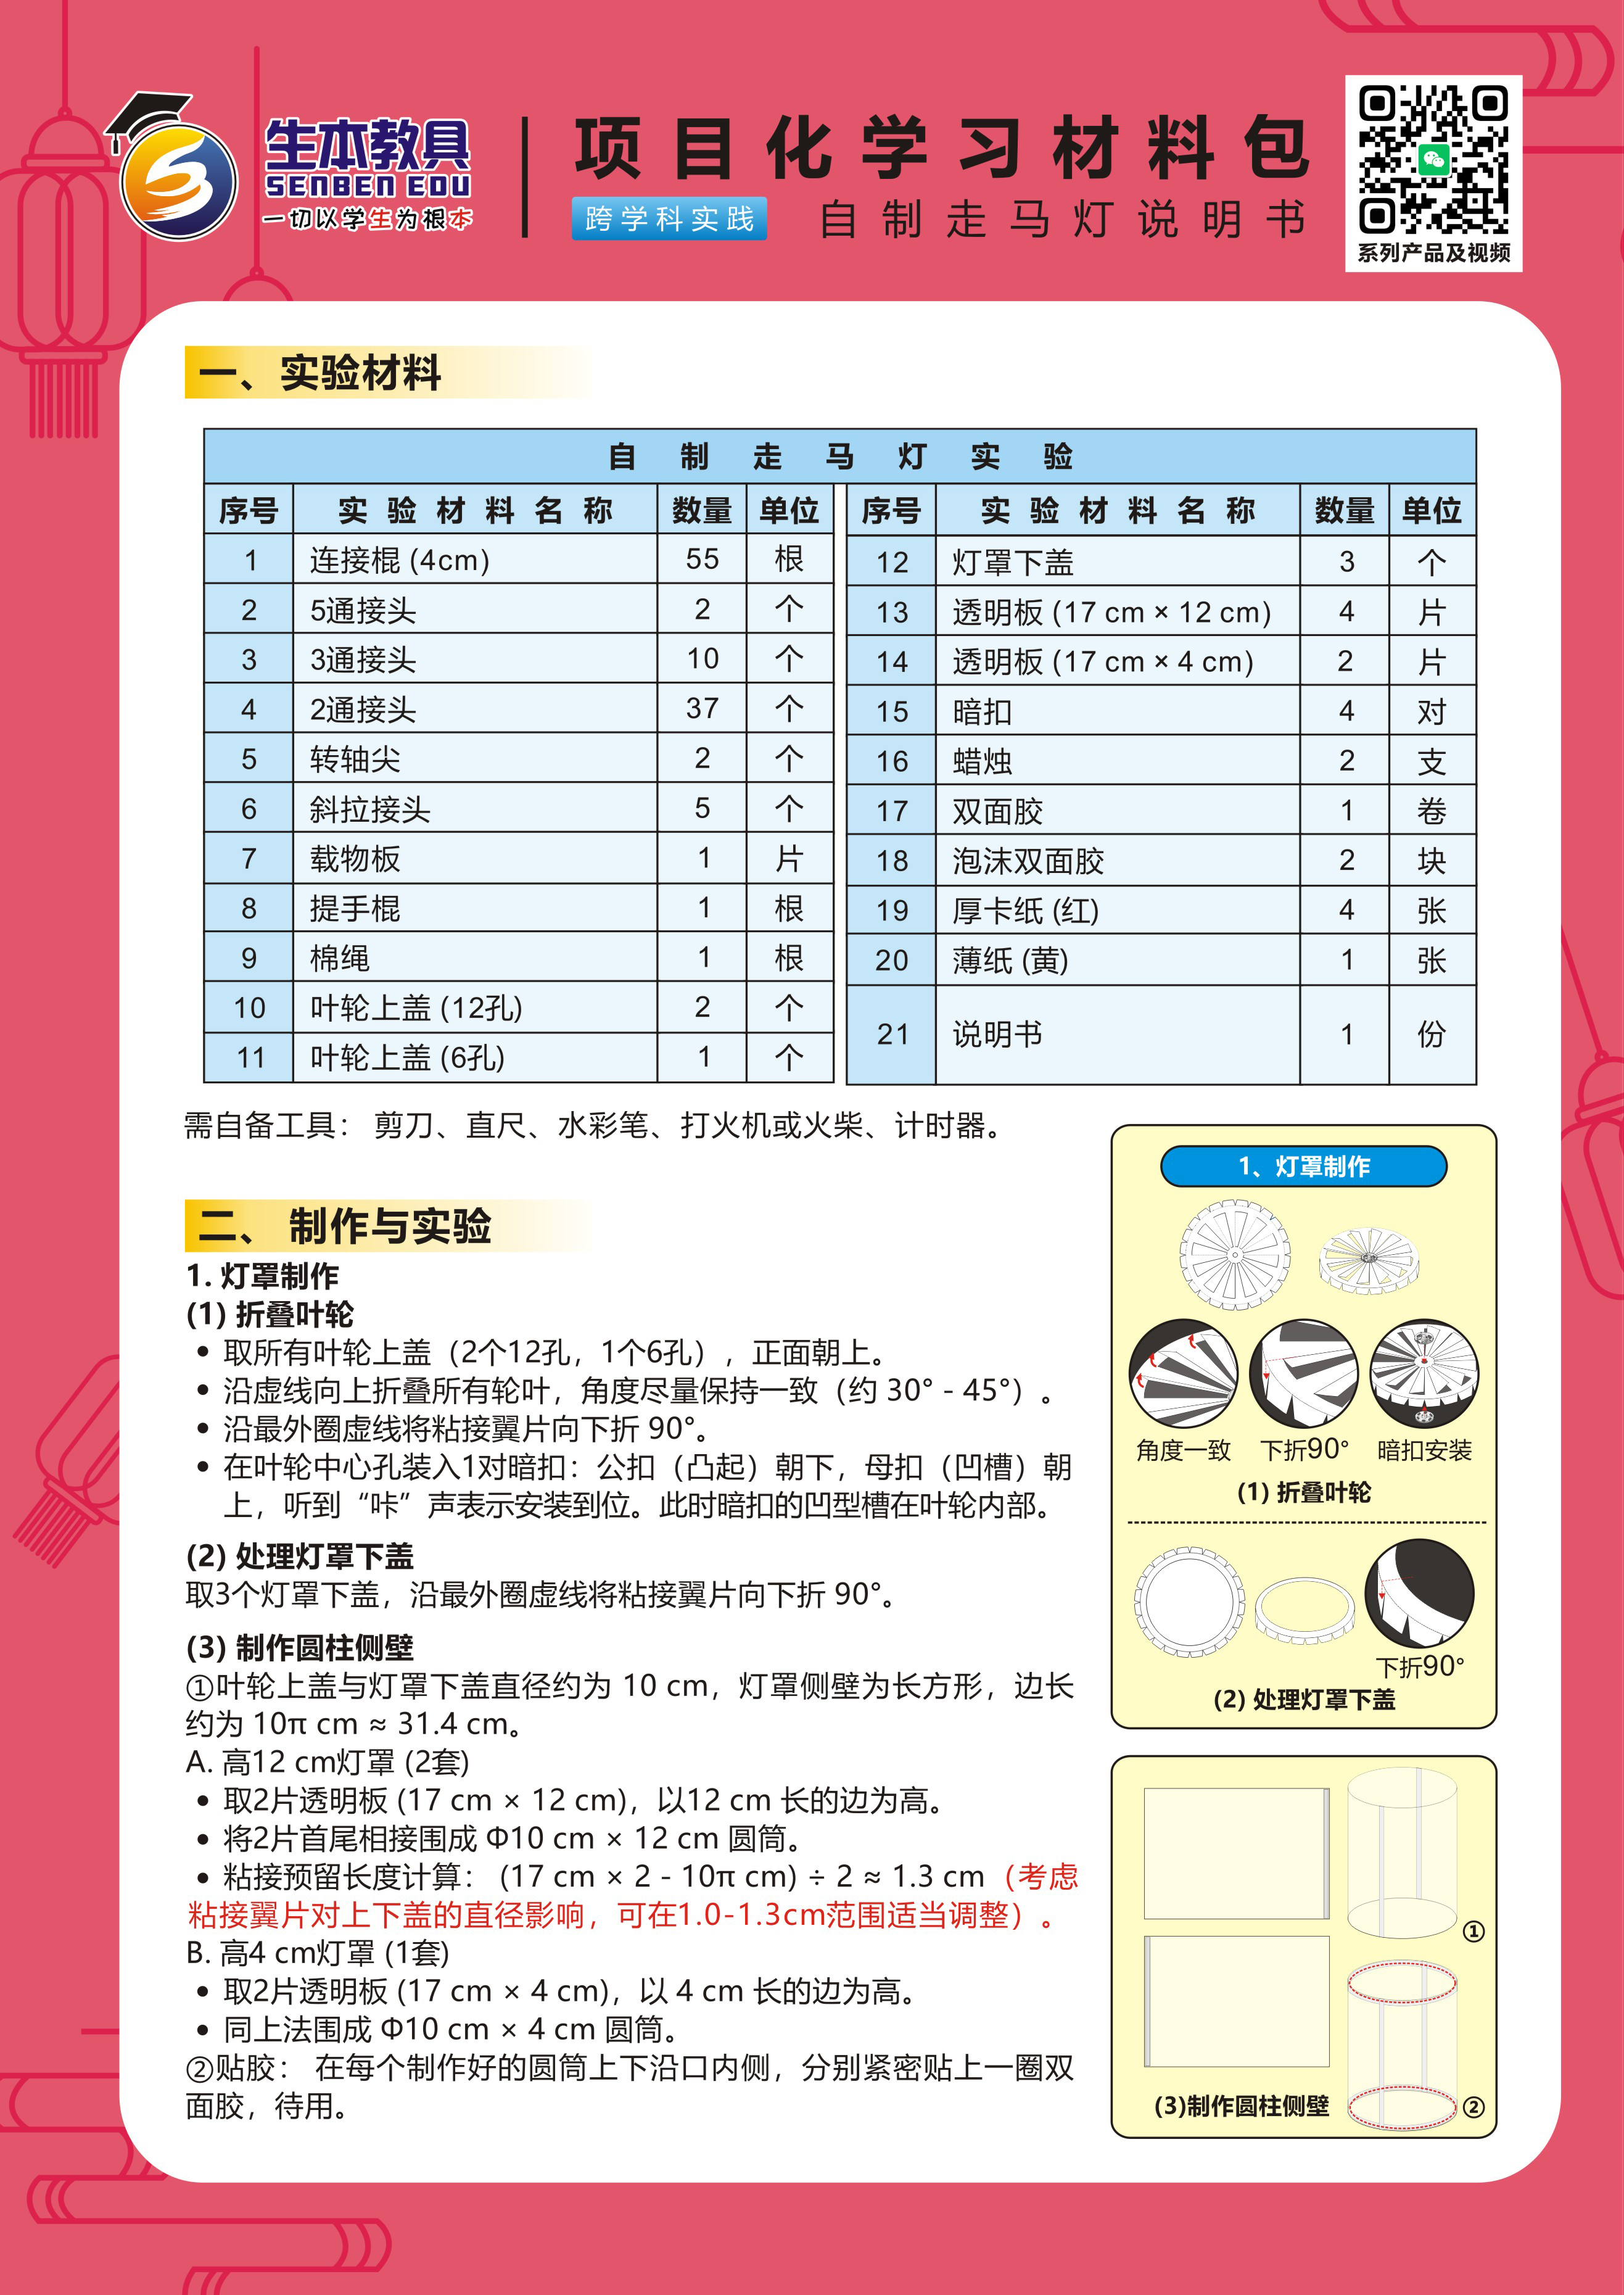 生本教具
SENBEN EDU
一切以学生为根本
项目化学习材料包
跨学科实践
自制走马灯说明书
系列产品及视频
一、实验材料
自制走马灯实验
序号 实验材料名称 数量 单位 序号 实验材料名称 数量 单位
1 连接棍 (4cm) 55 根 12 灯罩下盖 3 个
2 5通接头 2 个 13 透明板 (17 cm × 12 cm) 4 片
3 3通接头 10 个 14 透明板 (17 cm × 4 cm) 2 片
4 2通接头 37 个 15 暗扣 4 对
5 转轴尖 2 个 16 蜡烛 2 支
6 斜拉接头 5 个 17 双面胶 1 卷
7 载物板 1 片 18 泡沫双面胶 2 块
8 提手棍 1 根 19 厚卡纸 (红) 4 张
9 棉绳 1 根 20 薄纸 (黄) 1 张
10 叶轮上盖 (12孔) 2 个 21 说明书 1 份
11 叶轮上盖 (6孔) 1 个
需自备工具： 剪刀、直尺、水彩笔、打火机或火柴、计时器。
二、 制作与实验
1. 灯罩制作
(1) 折叠叶轮
• 取所有叶轮上盖（2个12孔，1个6孔），正面朝上。
• 沿虚线向上折叠所有轮叶，角度尽量保持一致（约 30° - 45°）。
• 沿最外圈虚线将粘接翼片向下折 90°。
• 在叶轮中心孔装入1对暗扣：公扣（凸起）朝下，母扣（凹槽）朝
上，听到“咔”声表示安装到位。此时暗扣的凹型槽在叶轮内部。
(2) 处理灯罩下盖
取3个灯罩下盖，沿最外圈虚线将粘接翼片向下折 90°。
(3) 制作圆柱侧壁
①叶轮上盖与灯罩下盖直径约为 10 cm，灯罩侧壁为长方形，边长
约为 10π cm ≈ 31.4 cm。
A. 高12 cm灯罩 (2套)
• 取2片透明板 (17 cm × 12 cm)，以12 cm 长的边为高。
• 将2片首尾相接围成 Φ10 cm × 12 cm 圆筒。
• 粘接预留长度计算： (17 cm × 2 - 10π cm) ÷ 2 ≈ 1.3 cm（考虑
粘接翼片对上下盖的直径影响，可在1.0-1.3cm范围适当调整）。
B. 高4 cm灯罩 (1套)
• 取2片透明板 (17 cm × 4 cm)，以 4 cm 长的边为高。
• 同上法围成 Φ10 cm × 4 cm 圆筒。
②贴胶： 在每个制作好的圆筒上下沿口内侧，分别紧密贴上一圈双
面胶，待用。
1、灯罩制作
角度一致 下折90° 暗扣安装
(1) 折叠叶轮
下折90°
(2) 处理灯罩下盖
①
(3)制作圆柱侧壁
②